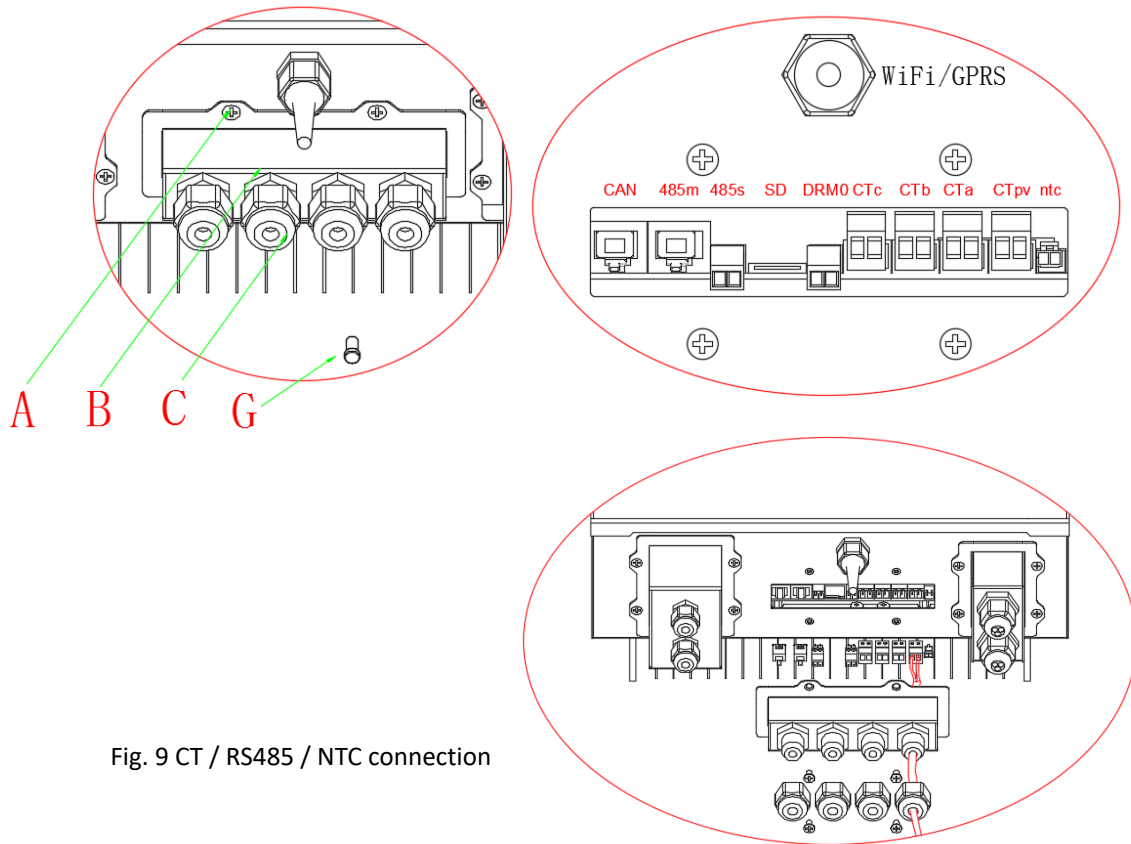 A B C G
WiFi/GPRS
CAN 485m 485s SD DRM0 CTc CTb CTa CTpv ntc
Fig. 9 CT / RS485 / NTC connection